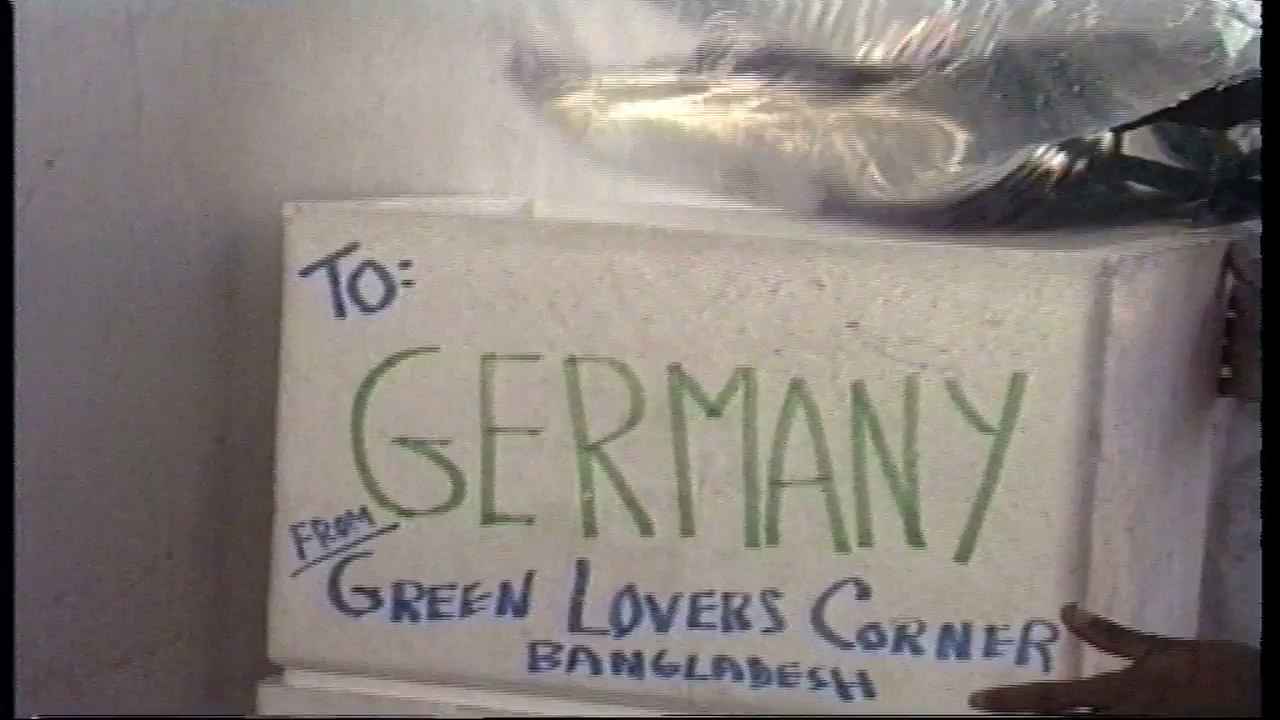 TO:
GERMANY
FROM
GREEN LOVERS CORNER
BANGLADESH